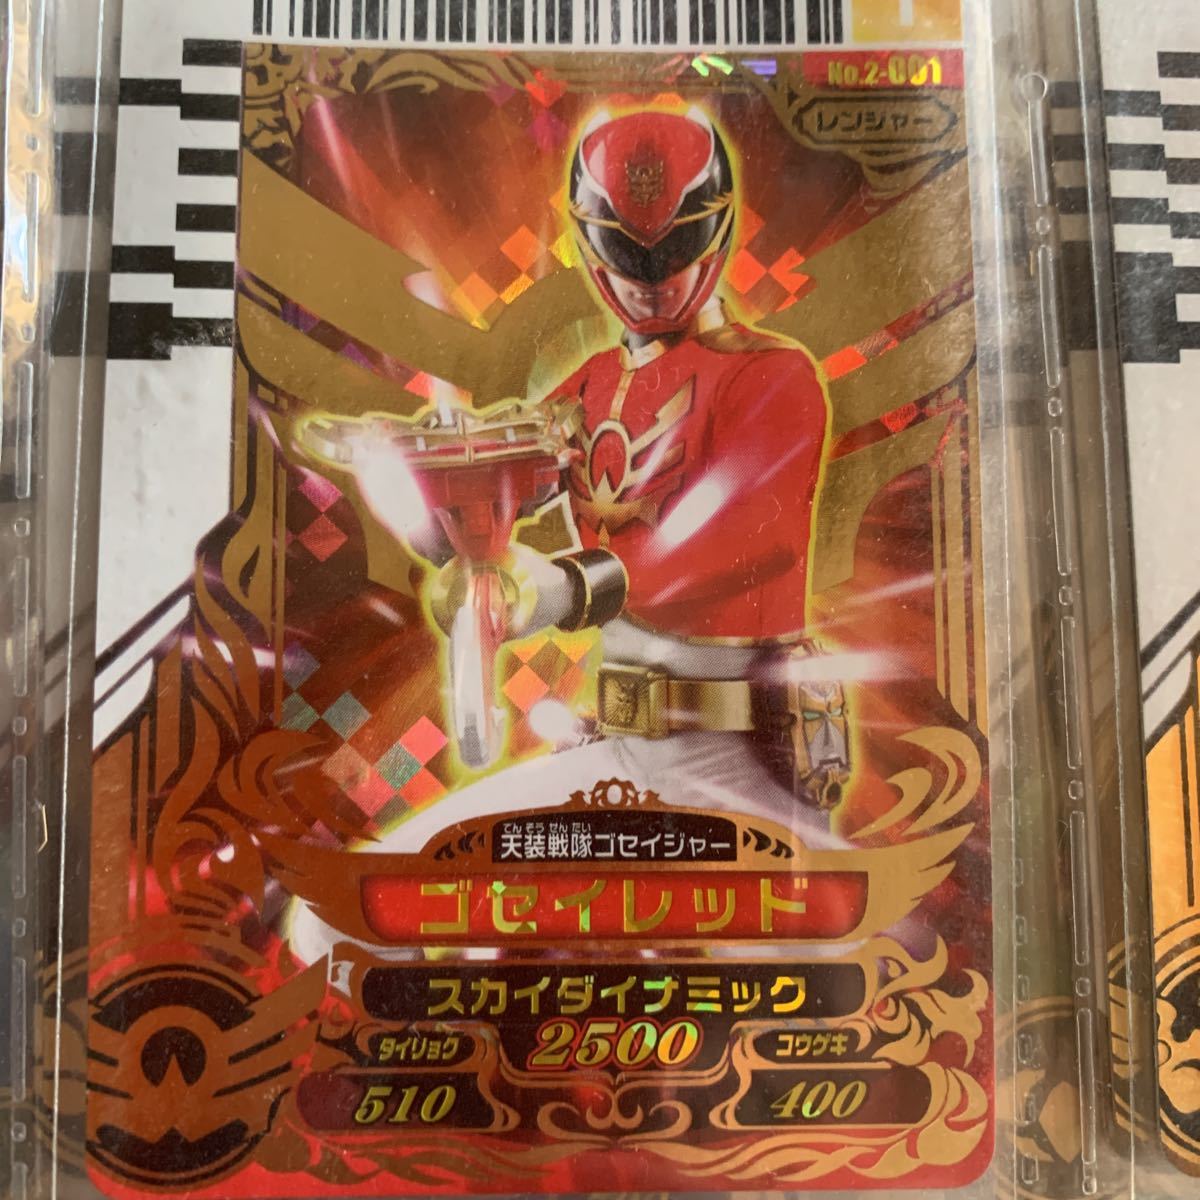 No.2-001
レンジャー
てんそうせんたい
天装戦隊ゴセイジャー
ゴセイレッド
スカイダイナミック
2500
タイリョク
コウゲキ
510
400